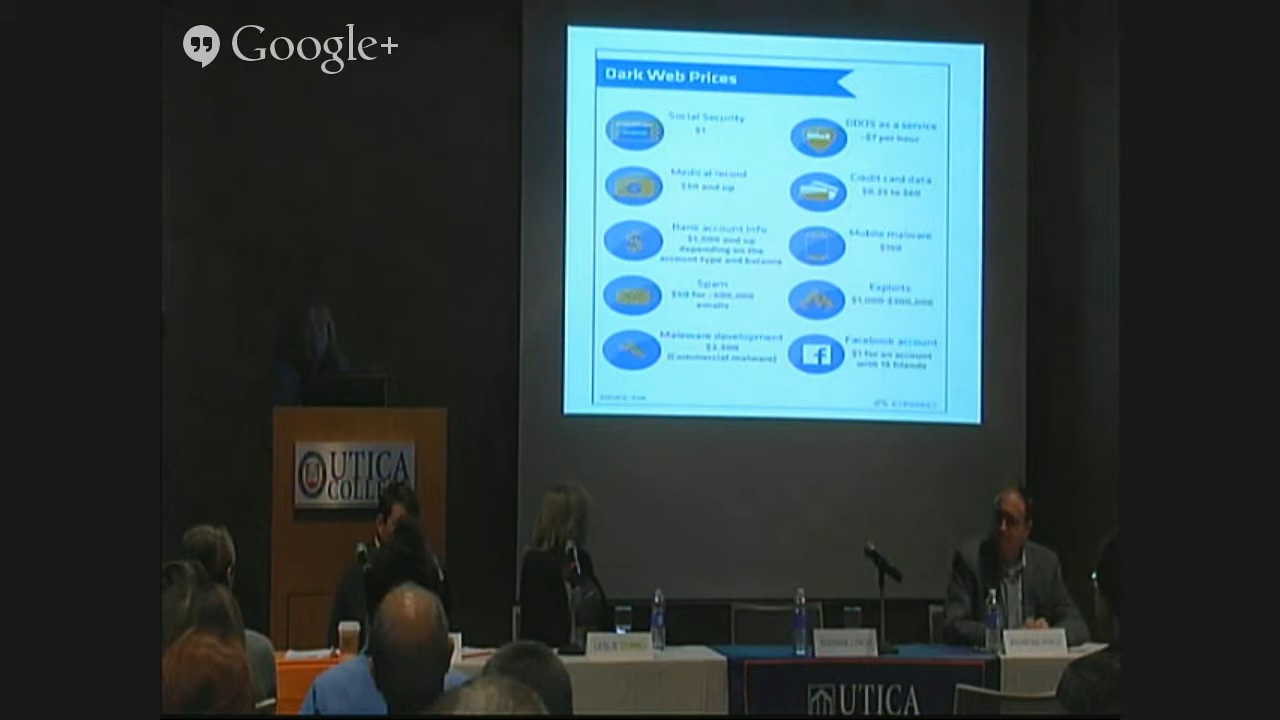 Google+
Dark Web Prices
Social Security
$1
DDOS as a service
~$7 per hour
Medical record
$50 and up
Credit card data
$0.25 to $60
Bank account info
$1,000 and up
depending on the
account type and balance
Mobile malware
$150
Spam
$50 for ~500,000
emails
Exploits
$1,000-$300,000
Malware development
$2,500
(Commercial malware)
Facebook account
$1 for an account
with 15 friends
UTICA
LESLIE
UTICA